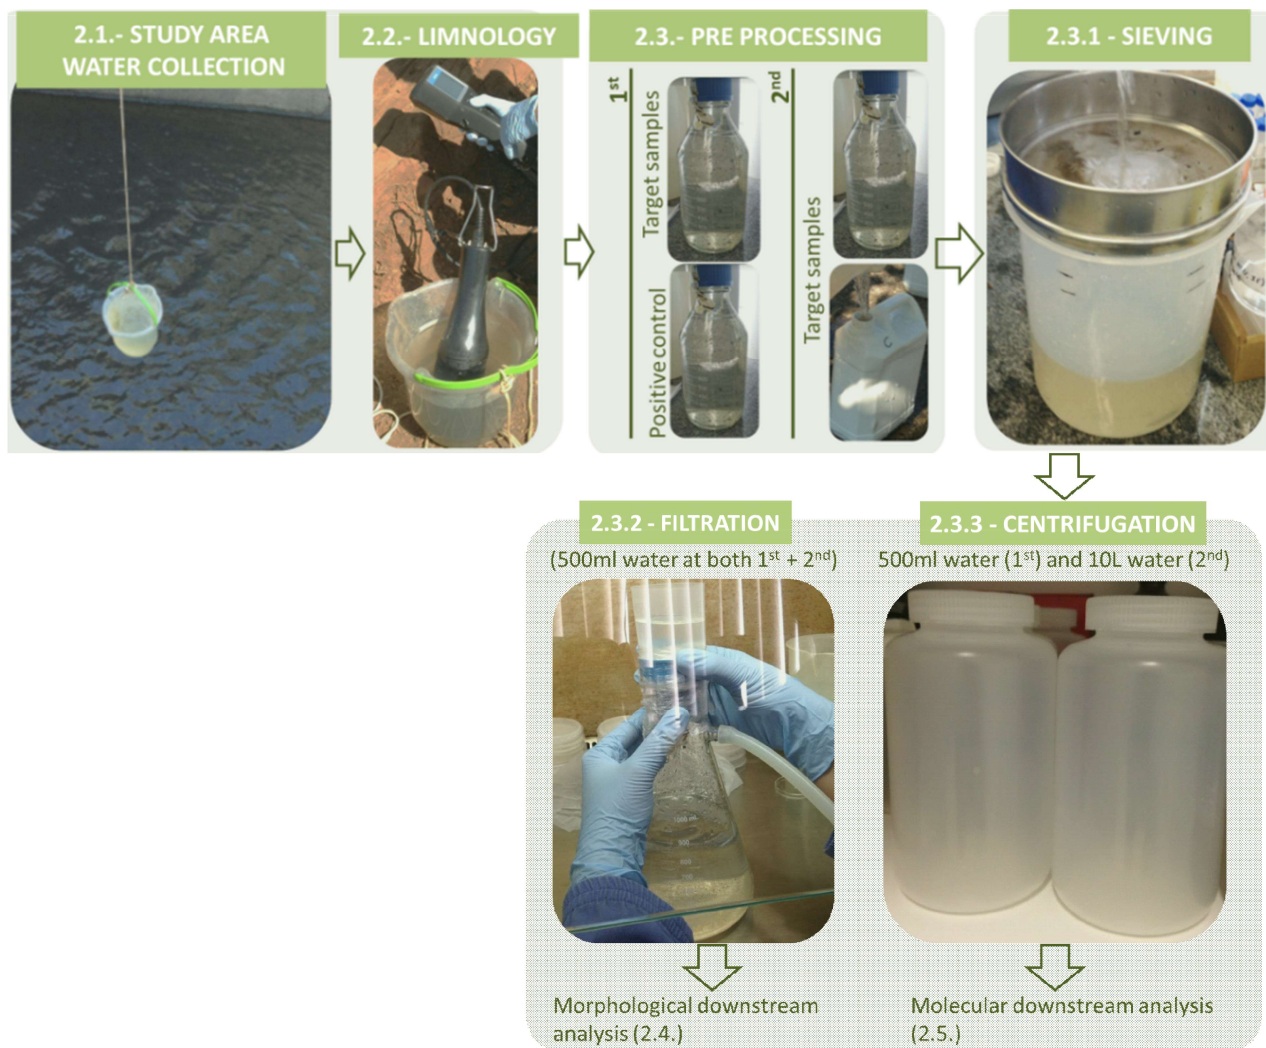 2.1.- STUDY AREA
WATER COLLECTION
2.2.- LIMNOLOGY
2.3.- PRE PROCESSING
1st
Target samples
Positive control
2nd
Target samples
2.3.1 - SIEVING
2.3.2 - FILTRATION
(500ml water at both 1st + 2nd)
Morphological downstream
analysis (2.4.)
2.3.3 - CENTRIFUGATION
500ml water (1st) and 10L water (2nd)
Molecular downstream analysis
(2.5.)